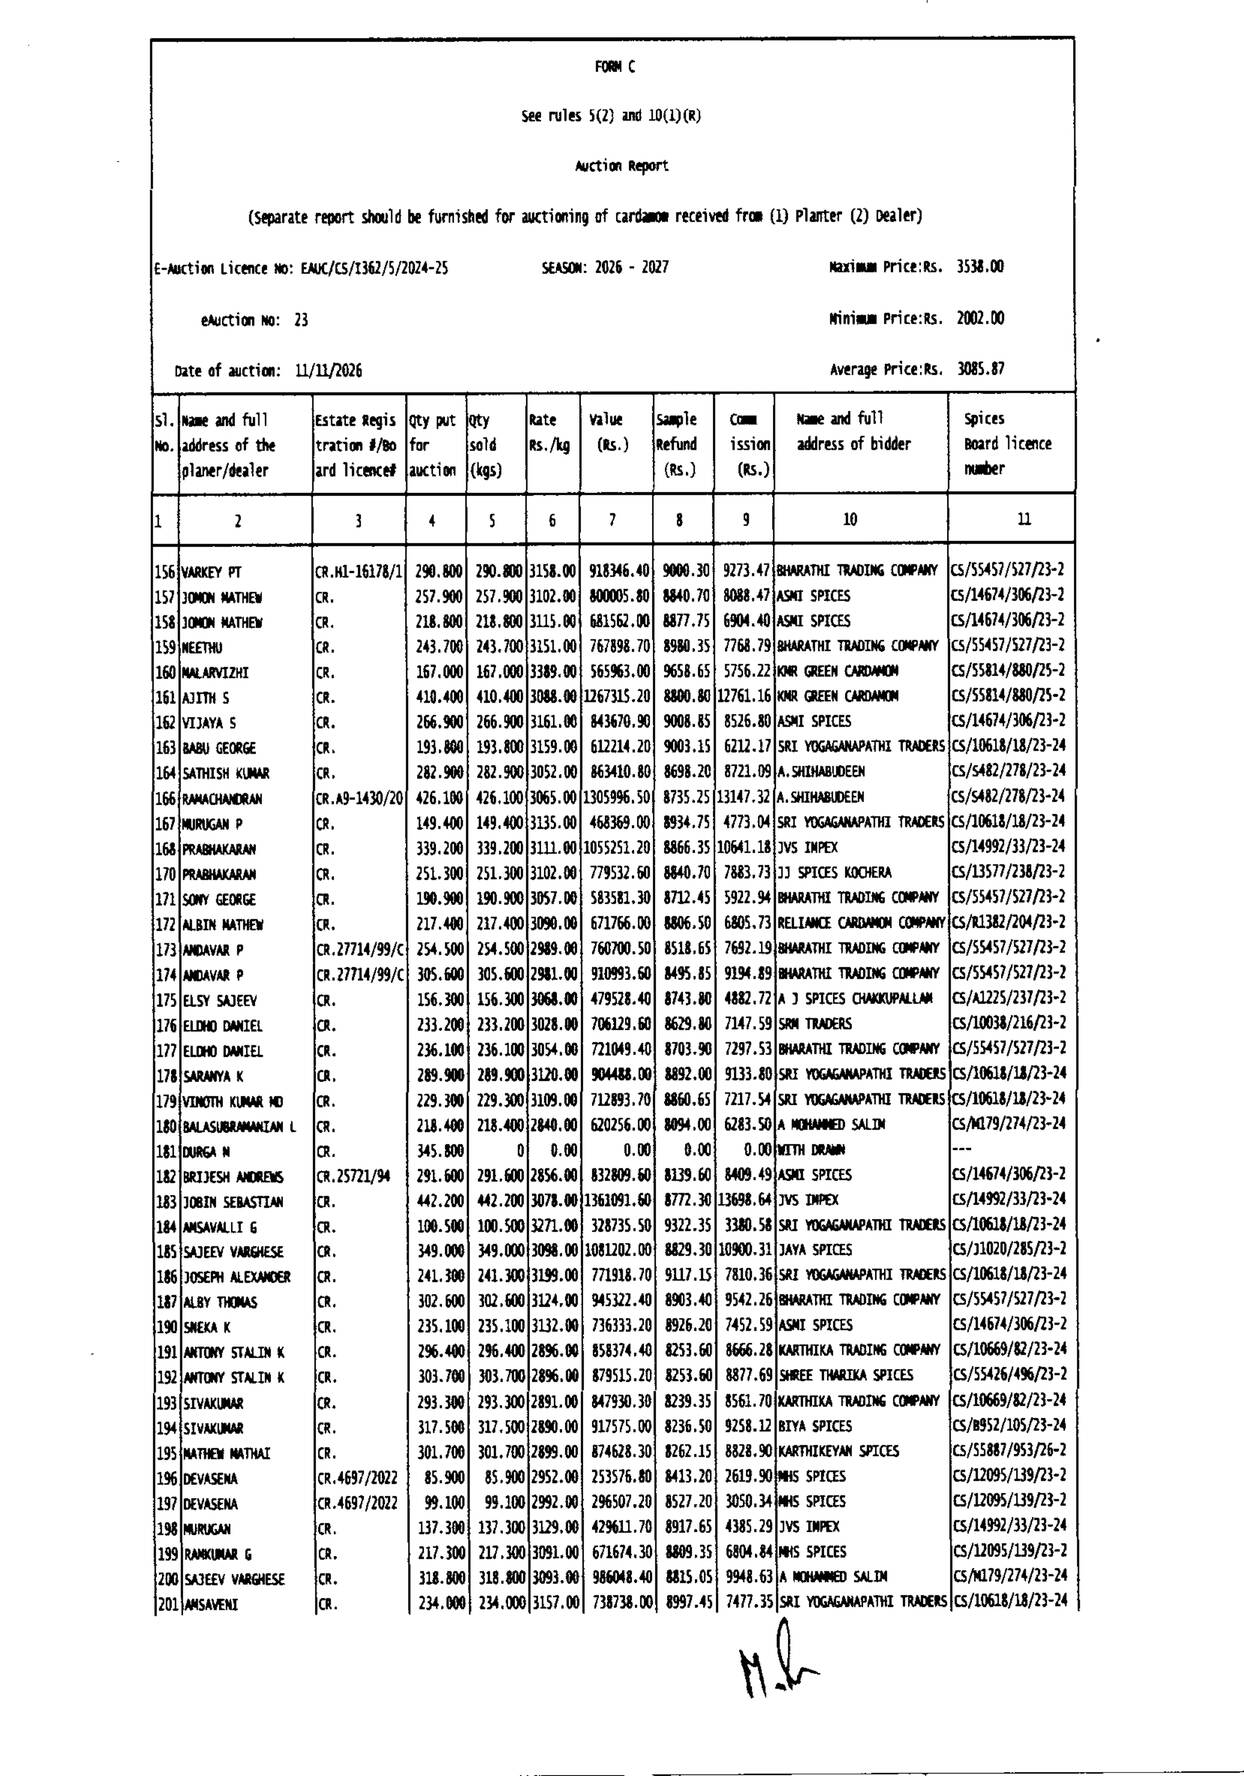 FORM C
See rules 5(2) and 10(1)(R)
Auction Report
(Separate report should be furnished for auctioning of cardamom received from (1) Planter (2) Dealer)
E-Auction Licence No: EAUC/CS/I362/5/2024-25 SEASON: 2026 - 2027 Maximum Price:Rs. 3538.00
eAuction No: 23 Minimum Price:Rs. 2002.00
Date of auction: 11/11/2026 Average Price:Rs. 3085.87
Sl. Name and full Estate Regis Qty put Qty Rate Value Sample Comm Name and full Spices
No. address of the tration #/Bo for sold Rs./kg (Rs.) Refund ission address of bidder Board licence
planer/dealer ard licence# auction (kgs) (Rs.) (Rs.) number
1 2 3 4 5 6 7 8 9 10 11
156 VARKEY PT CR.H1-16178/1 290.800 290.800 3158.00 918346.40 9000.30 9273.47 BHARATHI TRADING COMPANY CS/55457/527/23-2
157 JOMON MATHEW CR. 257.900 257.900 3102.00 800005.80 8840.70 8088.47 ASMI SPICES CS/14674/306/23-2
158 JOMON MATHEW CR. 218.800 218.800 3115.00 681562.00 8877.75 6904.40 ASMI SPICES CS/14674/306/23-2
159 NEETHU CR. 243.700 243.700 3151.00 767898.70 8980.35 7768.79 BHARATHI TRADING COMPANY CS/55457/527/23-2
160 MALARVIZHI CR. 167.000 167.000 3389.00 565963.00 9658.65 5756.22 KMR GREEN CARDAMOM CS/55814/880/25-2
161 AJITH S CR. 410.400 410.400 3088.00 1267315.20 8800.80 12761.16 KMR GREEN CARDAMOM CS/55814/880/25-2
162 VIJAYA S CR. 266.900 266.900 3161.00 843670.90 9008.85 8526.80 ASMI SPICES CS/14674/306/23-2
163 BABU GEORGE CR. 193.800 193.800 3159.00 612214.20 9003.15 6212.17 SRI YOGAGANAPATHI TRADERS CS/10618/18/23-24
164 SATHISH KUMAR CR. 282.900 282.900 3052.00 863410.80 8698.20 8721.09 A.SHIHABUDEEN CS/S482/278/23-24
166 RAMACHANDRAN CR.A9-1430/20 426.100 426.100 3065.00 1305996.50 8735.25 13147.32 A.SHIHABUDEEN CS/S482/278/23-24
167 MURUGAN P CR. 149.400 149.400 3135.00 468369.00 8934.75 4773.04 SRI YOGAGANAPATHI TRADERS CS/10618/18/23-24
168 PRABHAKARAN CR. 339.200 339.200 3111.00 1055251.20 8866.35 10641.18 JVS IMPEX CS/14992/33/23-24
170 PRABHAKARAN CR. 251.300 251.300 3102.00 779532.60 8840.70 7883.73 JJ SPICES KOCHERA CS/13577/238/23-2
171 SONY GEORGE CR. 190.900 190.900 3057.00 583581.30 8712.45 5922.94 BHARATHI TRADING COMPANY CS/55457/527/23-2
172 ALBIN MATHEW CR. 217.400 217.400 3090.00 671766.00 8806.50 6805.73 RELIANCE CARDAMOM COMPANY CS/R1382/204/23-2
173 ANDAVAR P CR.27714/99/C 254.500 254.500 2989.00 760700.50 8518.65 7692.19 BHARATHI TRADING COMPANY CS/55457/527/23-2
174 ANDAVAR P CR.27714/99/C 305.600 305.600 2981.00 910993.60 8495.85 9194.89 BHARATHI TRADING COMPANY CS/55457/527/23-2
175 ELSY SAJEEV CR. 156.300 156.300 3068.00 479528.40 8743.80 4882.72 A J SPICES CHAKKUPALLAM CS/A1225/237/23-2
176 ELDHO DANIEL CR. 233.200 233.200 3028.00 706129.60 8629.80 7147.59 SRM TRADERS CS/10038/216/23-2
177 ELDHO DANIEL CR. 236.100 236.100 3054.00 721049.40 8703.90 7297.53 BHARATHI TRADING COMPANY CS/55457/527/23-2
178 SARANYA K CR. 289.900 289.900 3120.00 904488.00 8892.00 9133.80 SRI YOGAGANAPATHI TRADERS CS/10618/18/23-24
179 VINOTH KUMAR MD CR. 229.300 229.300 3109.00 712893.70 8860.65 7217.54 SRI YOGAGANAPATHI TRADERS CS/10618/18/23-24
180 BALASUBRAMANIAN L CR. 218.400 218.400 2840.00 620256.00 8094.00 6283.50 A MOHAMMED SALIM CS/M179/274/23-24
181 DURGA N CR. 345.800 0 0.00 0.00 0.00 0.00 WITH DRAWN ---
182 BRIJESH ANDREWS CR.25721/94 291.600 291.600 2856.00 832809.60 8139.60 8409.49 ASMI SPICES CS/14674/306/23-2
183 JOBIN SEBASTIAN CR. 442.200 442.200 3078.00 1361091.60 8772.30 13698.64 JVS IMPEX CS/14992/33/23-24
184 AMSAVALLI G CR. 100.500 100.500 3271.00 328735.50 9322.35 3380.58 SRI YOGAGANAPATHI TRADERS CS/10618/18/23-24
185 SAJEEV VARGHESE CR. 349.000 349.000 3098.00 1081202.00 8829.30 10900.31 JAYA SPICES CS/J1020/285/23-2
186 JOSEPH ALEXANDER CR. 241.300 241.300 3199.00 771918.70 9117.15 7810.36 SRI YOGAGANAPATHI TRADERS CS/10618/18/23-24
187 ALBY THOMAS CR. 302.600 302.600 3124.00 945322.40 8903.40 9542.26 BHARATHI TRADING COMPANY CS/55457/527/23-2
190 SNEKA K CR. 235.100 235.100 3132.00 736333.20 8926.20 7452.59 ASMI SPICES CS/14674/306/23-2
191 ANTONY STALIN K CR. 296.400 296.400 2896.00 858374.40 8253.60 8666.28 KARTHIKA TRADING COMPANY CS/10669/82/23-24
192 ANTONY STALIN K CR. 303.700 303.700 2896.00 879515.20 8253.60 8877.69 SHREE THARIKA SPICES CS/55426/496/23-2
193 SIVAKUMAR CR. 293.300 293.300 2891.00 847930.30 8239.35 8561.70 KARTHIKA TRADING COMPANY CS/10669/82/23-24
194 SIVAKUMAR CR. 317.500 317.500 2890.00 917575.00 8236.50 9258.12 BIYA SPICES CS/B952/105/23-24
195 MATHEW MATHAI CR. 301.700 301.700 2899.00 874628.30 8262.15 8828.90 KARTHIKEYAN SPICES CS/55887/953/26-2
196 DEVASENA CR.4697/2022 85.900 85.900 2952.00 253576.80 8413.20 2619.90 MHS SPICES CS/12095/139/23-2
197 DEVASENA CR.4697/2022 99.100 99.100 2992.00 296507.20 8527.20 3050.34 MHS SPICES CS/12095/139/23-2
198 MURUGAN CR. 137.300 137.300 3129.00 429611.70 8917.65 4385.29 JVS IMPEX CS/14992/33/23-24
199 RAMKUMAR G CR. 217.300 217.300 3091.00 671674.30 8809.35 6804.84 MHS SPICES CS/12095/139/23-2
200 SAJEEV VARGHESE CR. 318.800 318.800 3093.00 986048.40 8815.05 9948.63 A MOHAMMED SALIM CS/M179/274/23-24
201 AMSAVENI CR. 234.000 234.000 3157.00 738738.00 8997.45 7477.35 SRI YOGAGANAPATHI TRADERS CS/10618/18/23-24